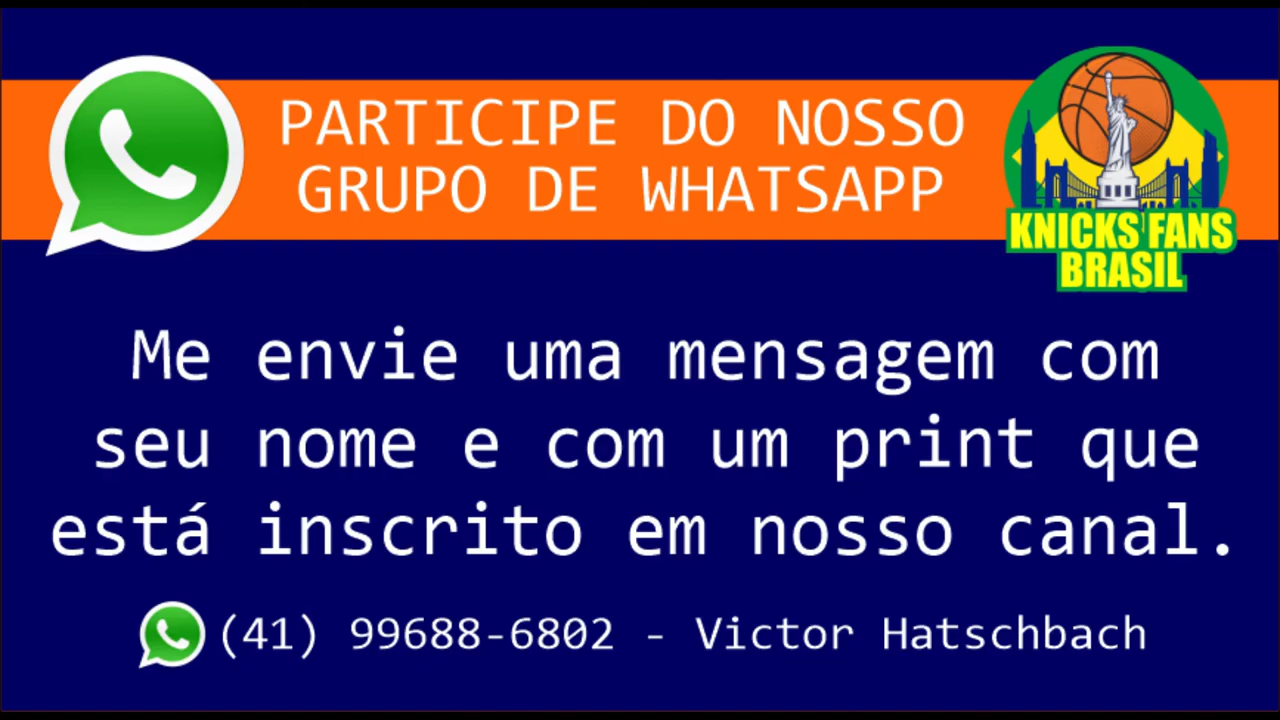 PARTICIPE DO NOSSO
GRUPO DE WHATSAPP
KNICKS FANS
BRASIL
Me envie uma mensagem com
seu nome e com um print que
está inscrito em nosso canal.
(41) 99688-6802 - Victor Hatschbach